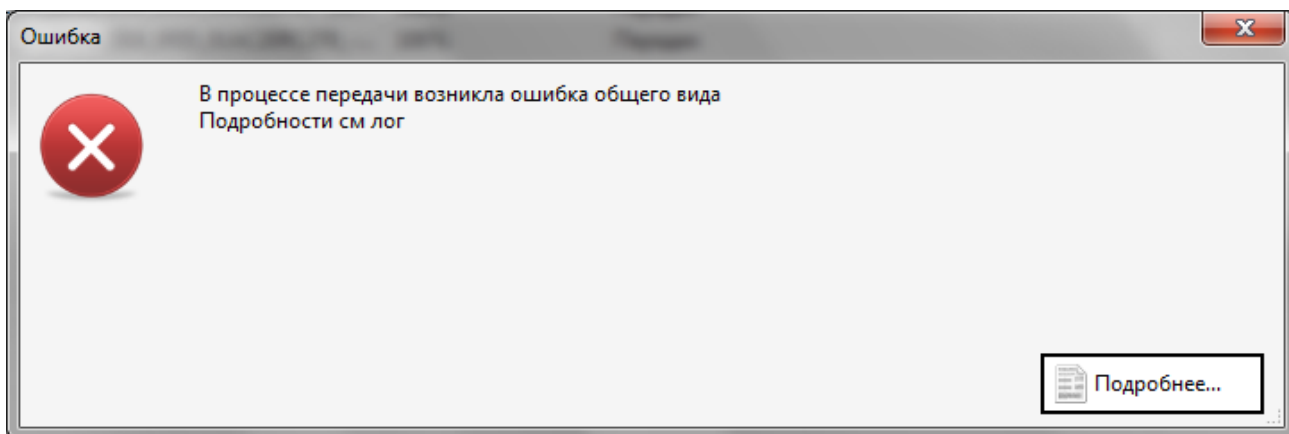 Ошибка
В процессе передачи возникла ошибка общего вида
Подробности см лог
Подробнее...